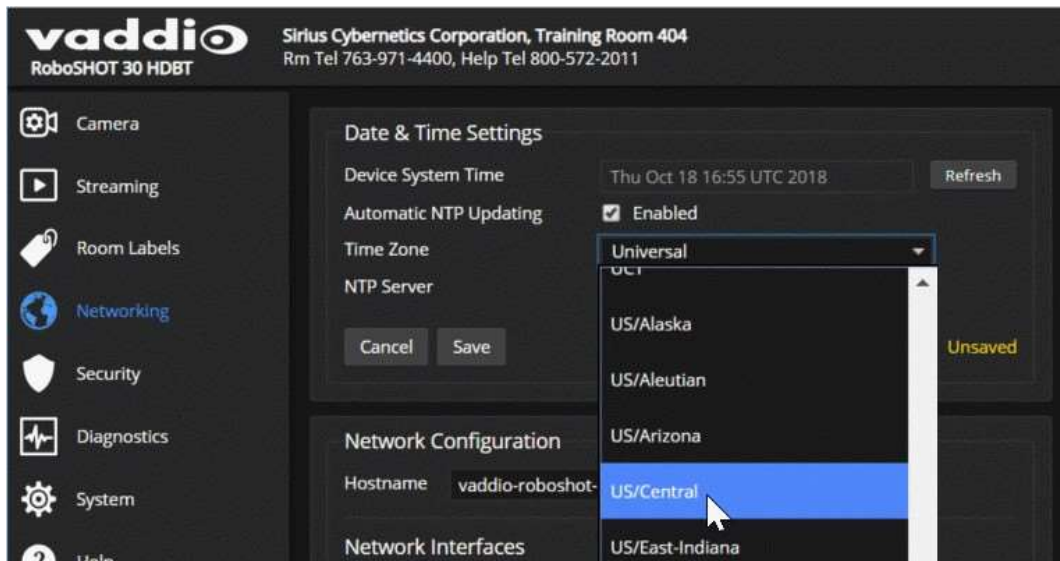 vaddio
RoboSHOT 30 HDBT
Sirius Cybernetics Corporation, Training Room 404
Rm Tel 763-971-4400, Help Tel 800-572-2011
Camera
Streaming
Room Labels
Networking
Security
Diagnostics
System
Help
Date & Time Settings
Device System Time Thu Oct 18 16:55 UTC 2018 Refresh
Automatic NTP Updating Enabled
Time Zone Universal
NTP Server
UCT
US/Alaska
US/Aleutian
US/Arizona
US/Central
US/East-Indiana
Cancel Save Unsaved
Network Configuration
Hostname vaddio-roboshot-
Network Interfaces